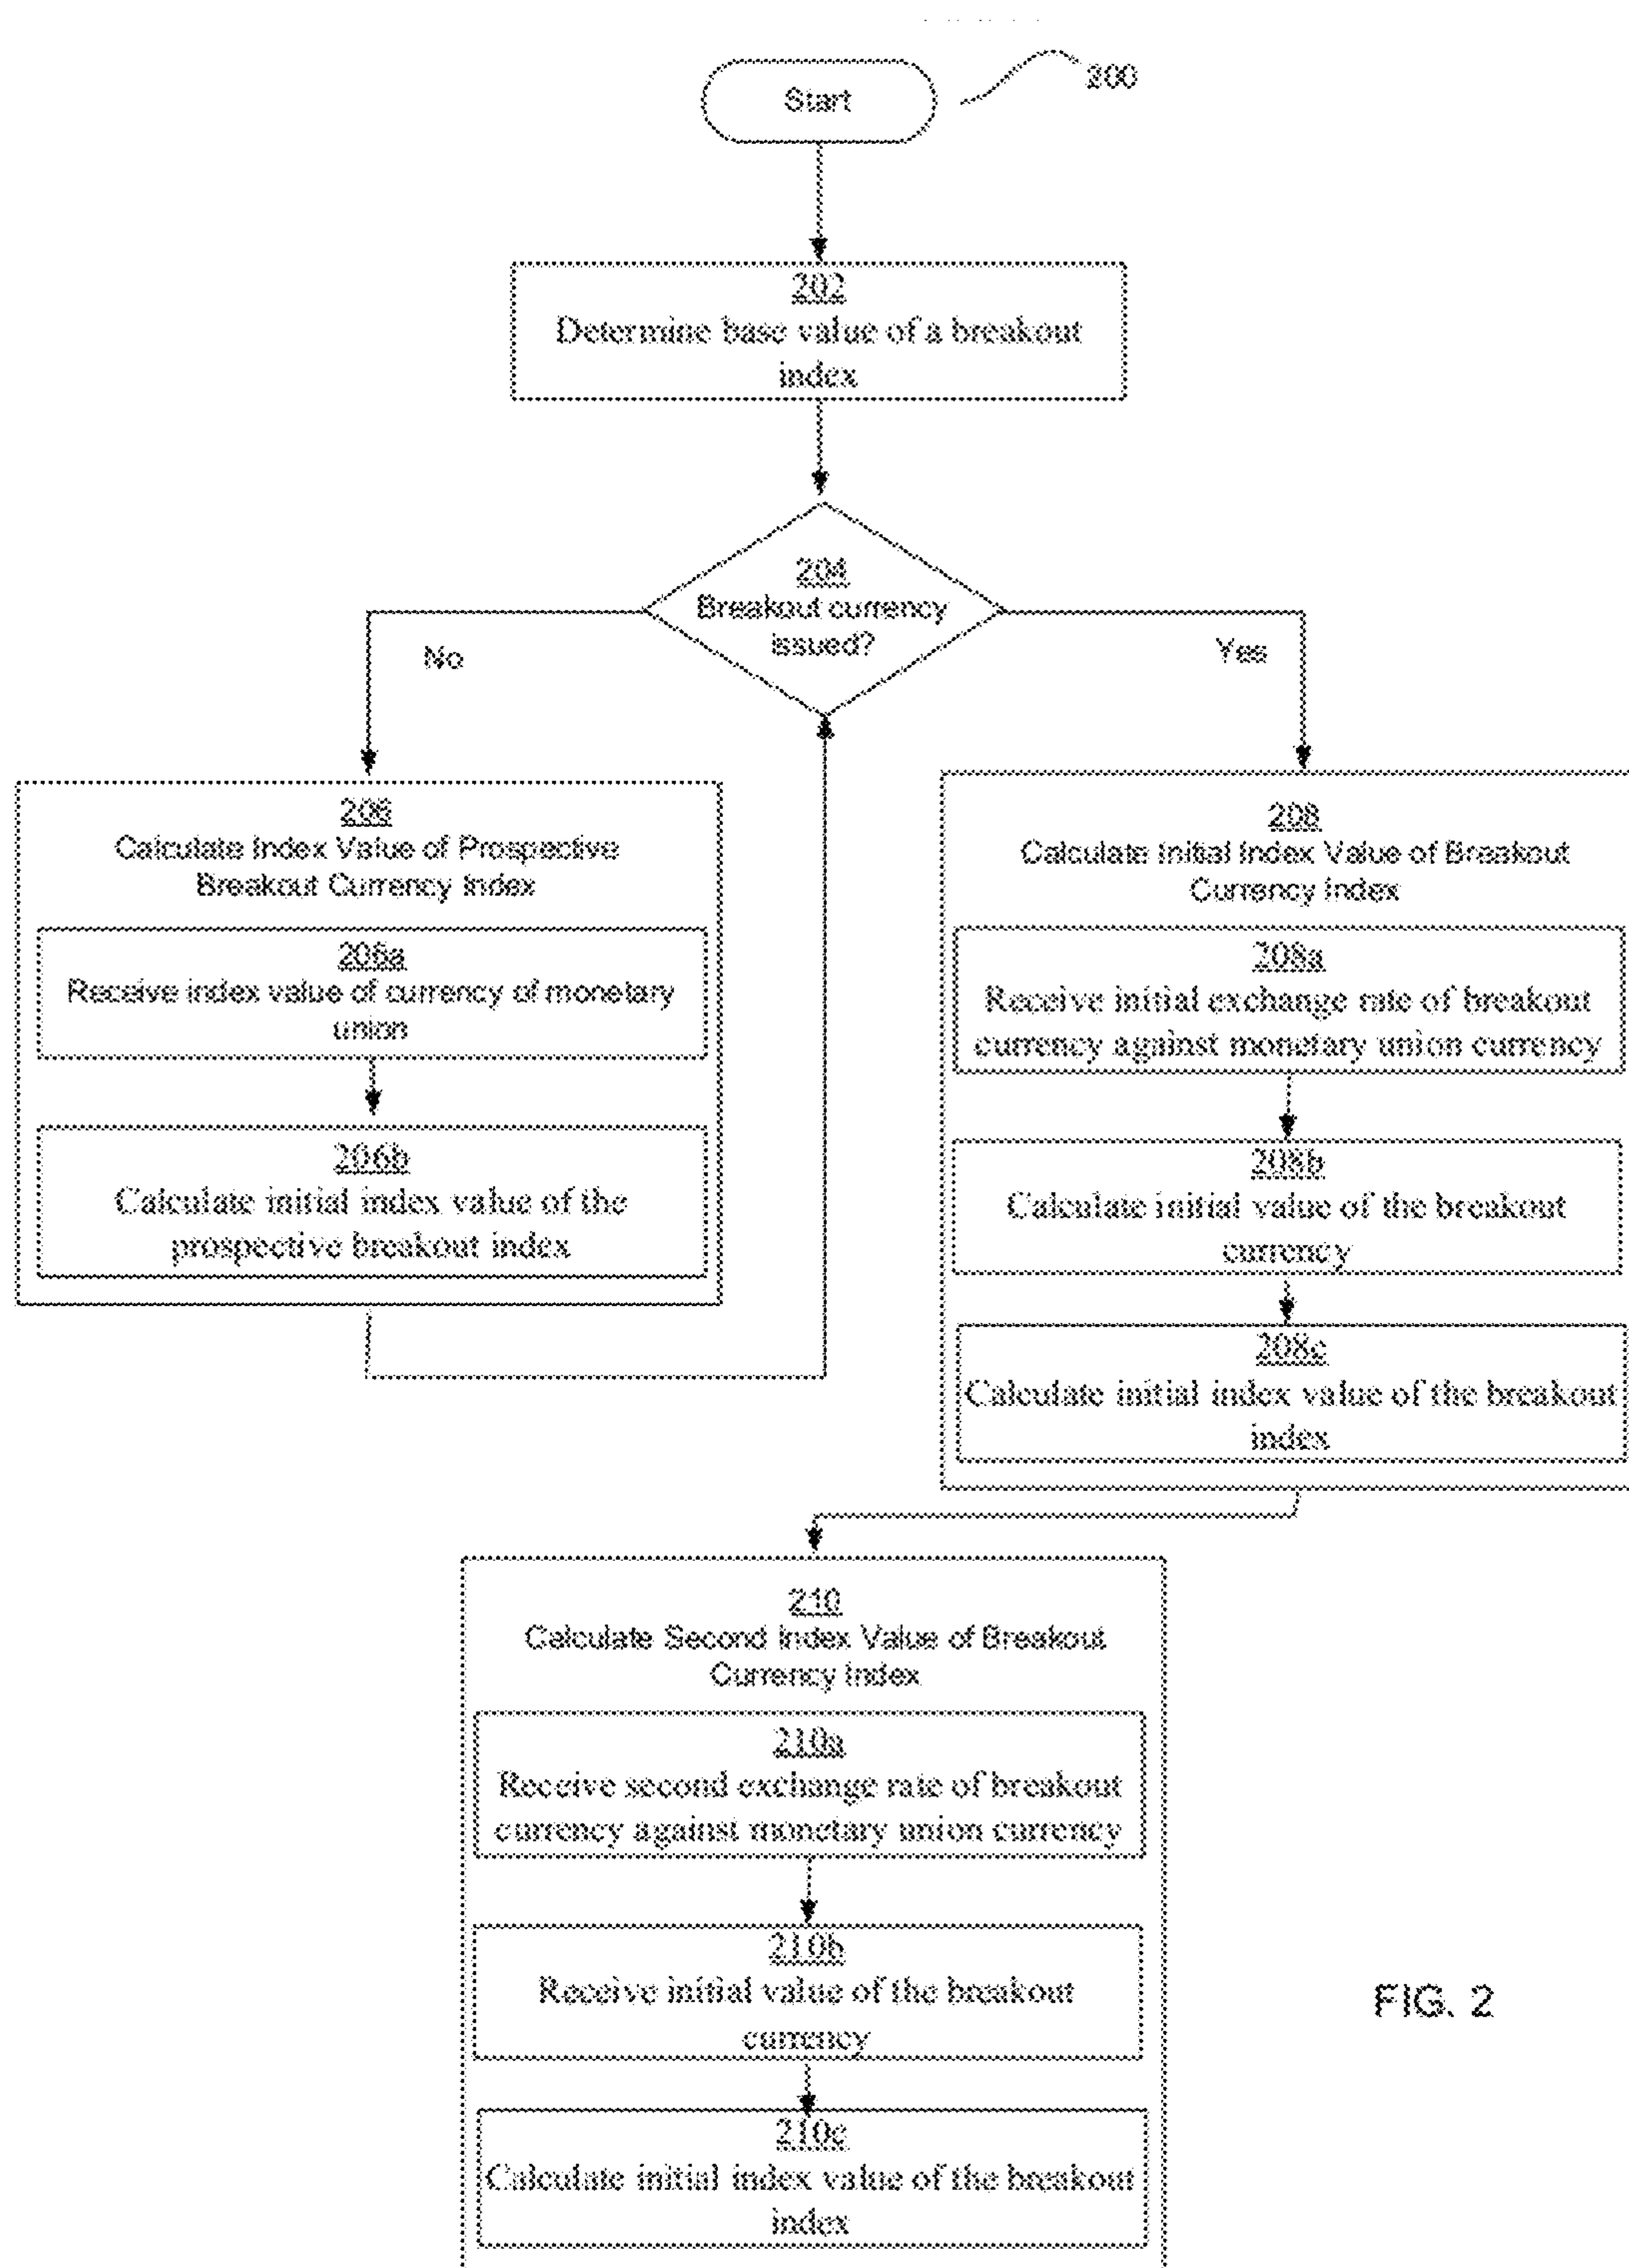 Start
200
202
Determine base value of a breakout
index
204
Breakout currency
issued?
No
Yes
206
Calculate Index Value of Prospective
Breakout Currency Index
206a
Receive index value of currency of monetary
union
206b
Calculate initial index value of the
prospective breakout index
208
Calculate Initial Index Value of Breakout
Currency Index
208a
Receive initial exchange rate of breakout
currency against monetary union currency
208b
Calculate initial value of the breakout
currency
208c
Calculate initial index value of the breakout
index
210
Calculate Second Index Value of Breakout
Currency Index
210a
Receive second exchange rate of breakout
currency against monetary union currency
210b
Receive initial value of the breakout
currency
210c
Calculate initial index value of the breakout
index
FIG. 2